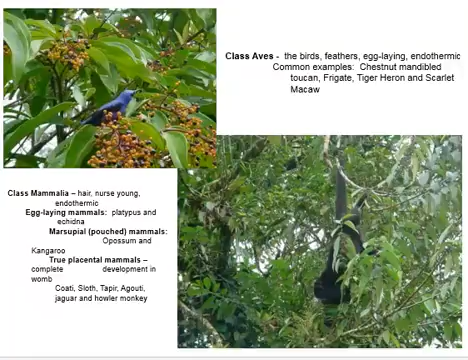 Class Aves - the birds, feathers, egg-laying, endothermic
Common examples: Chestnut mandibled
toucan, Frigate, Tiger Heron and Scarlet
Macaw
Class Mammalia – hair, nurse young,
endothermic
Egg-laying mammals: platypus and
echidna
Marsupial (pouched) mammals:
Opossum and
Kangaroo
True placental mammals –
complete development in
womb
Coati, Sloth, Tapir, Agouti,
jaguar and howler monkey